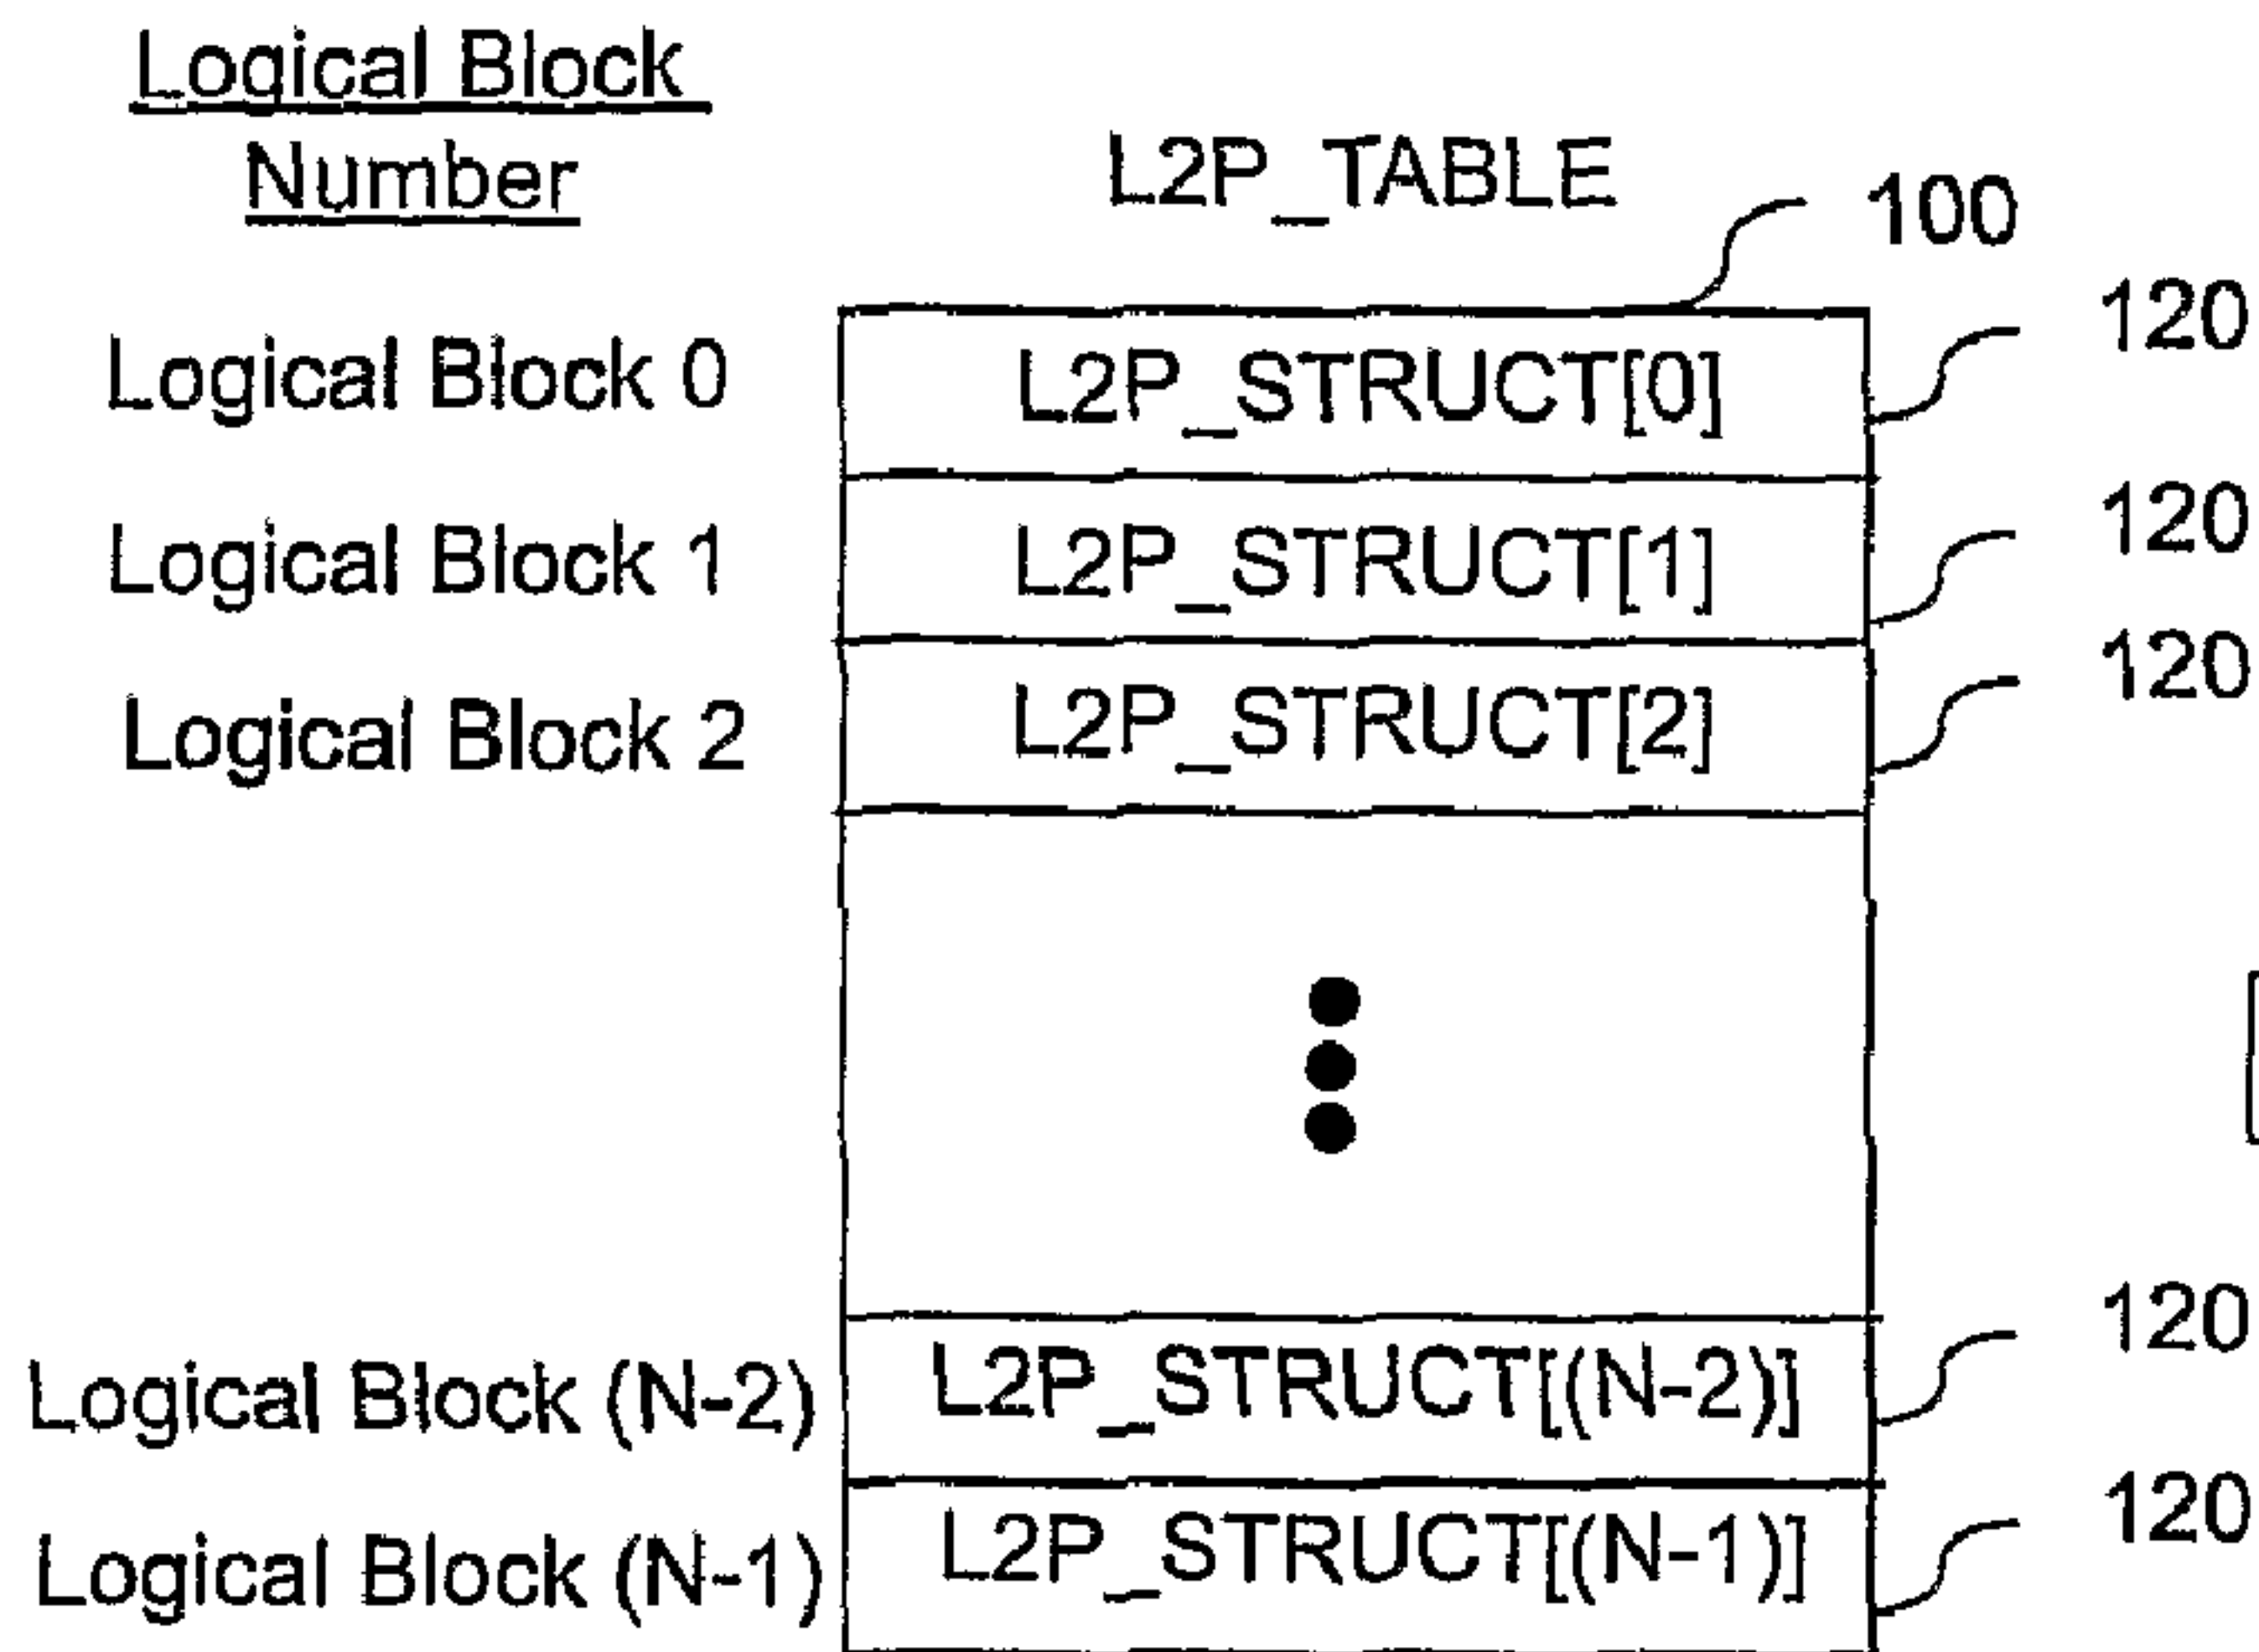 Logical Block
Number
L2P_TABLE
100
Logical Block 0
L2P_STRUCT[0]
120
Logical Block 1
L2P_STRUCT[1]
120
Logical Block 2
L2P_STRUCT[2]
120
Logical Block (N-2)
L2P_STRUCT[(N-2)]
120
Logical Block (N-1)
L2P_STRUCT[(N-1)]
120